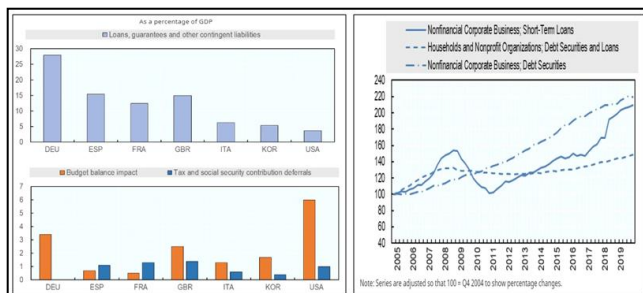 As a percentage of GDP
Loans, guarantees and other contingent liabilities
30
25
20
15
10
5
0
DEU ESP FRA GBR ITA KOR USA
Budget balance impact Tax and social security contribution deferrals
7
6
5
4
3
2
1
0
DEU ESP FRA GBR ITA KOR USA
Nonfinancial Corporate Business; Short-Term Loans
Households and Nonprofit Organizations; Debt Securities and Loans
Nonfinancial Corporate Business; Debt Securities
240
220
200
180
160
140
120
100
80
60
40
2005 2006 2007 2008 2009 2010 2011 2012 2013 2014 2015 2016 2017 2018 2019
Note: Series are adjusted so that 100 = Q4 2004 to show percentage changes.